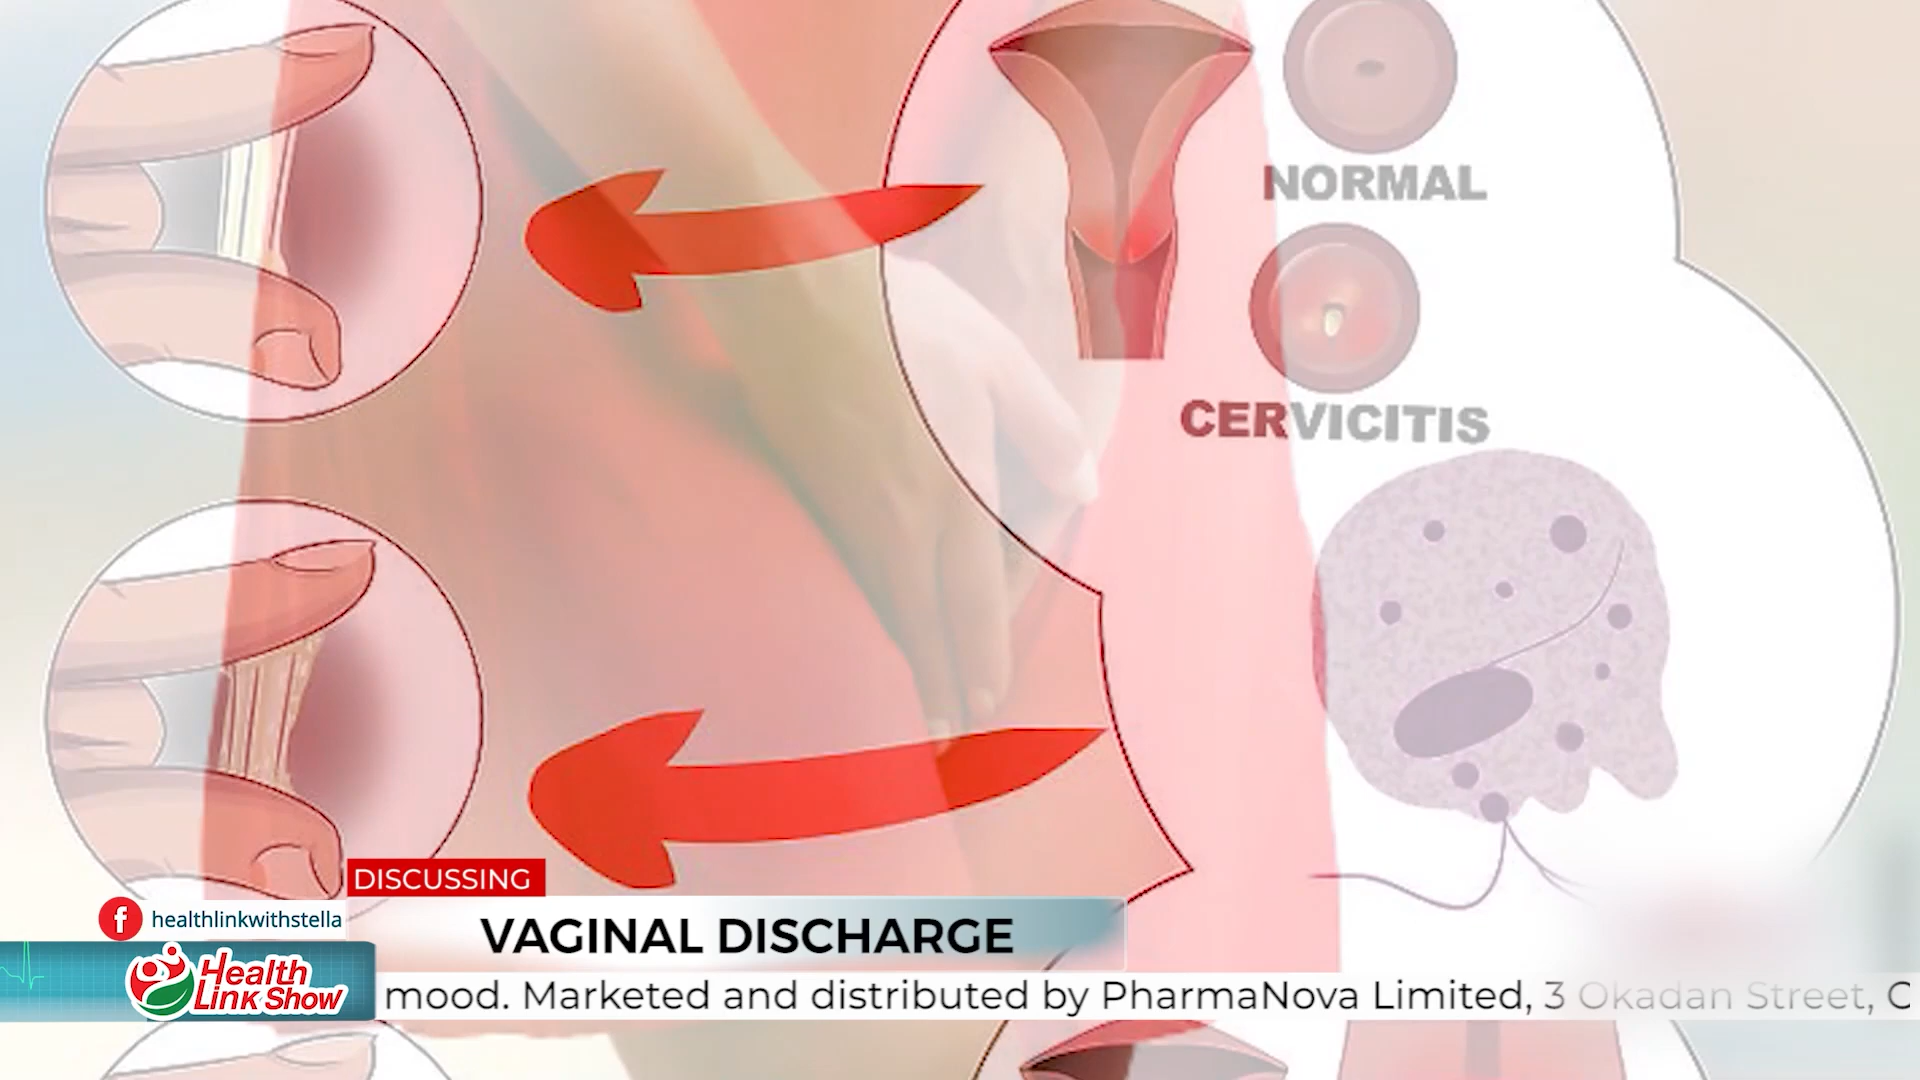 NORMAL
CERVICITIS
DISCUSSING
healthlinkwithstella
VAGINAL DISCHARGE
Health
Link Show
mood. Marketed and distributed by PharmaNova Limited, 3 Okadan Street, C